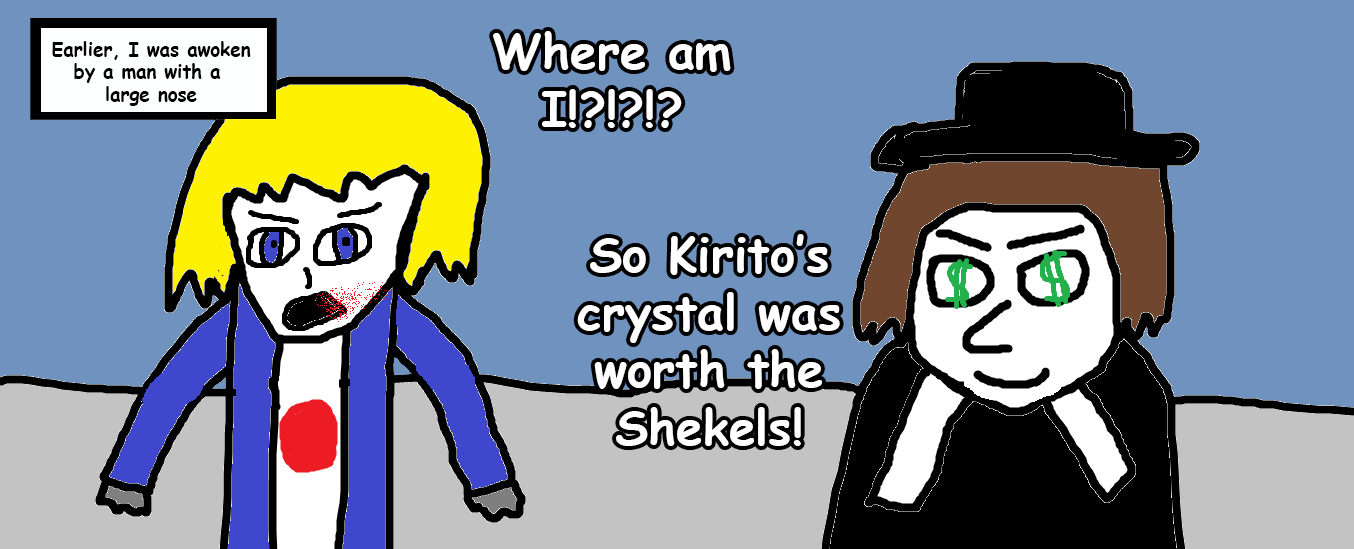 Earlier, I was awoken
by a man with a
large nose
Where am
I!?!?!?
So Kirito's
crystal was
worth the
Shekels!